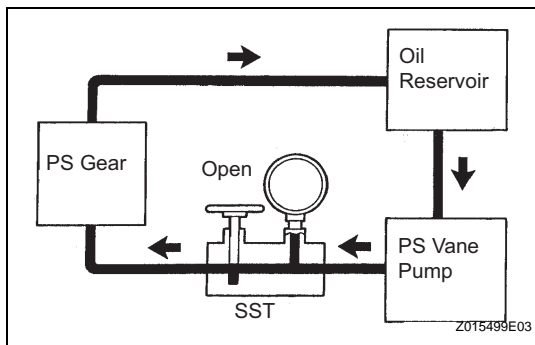 Oil
Reservoir
PS Gear
Open
PS Vane
Pump
SST
Z015499E03